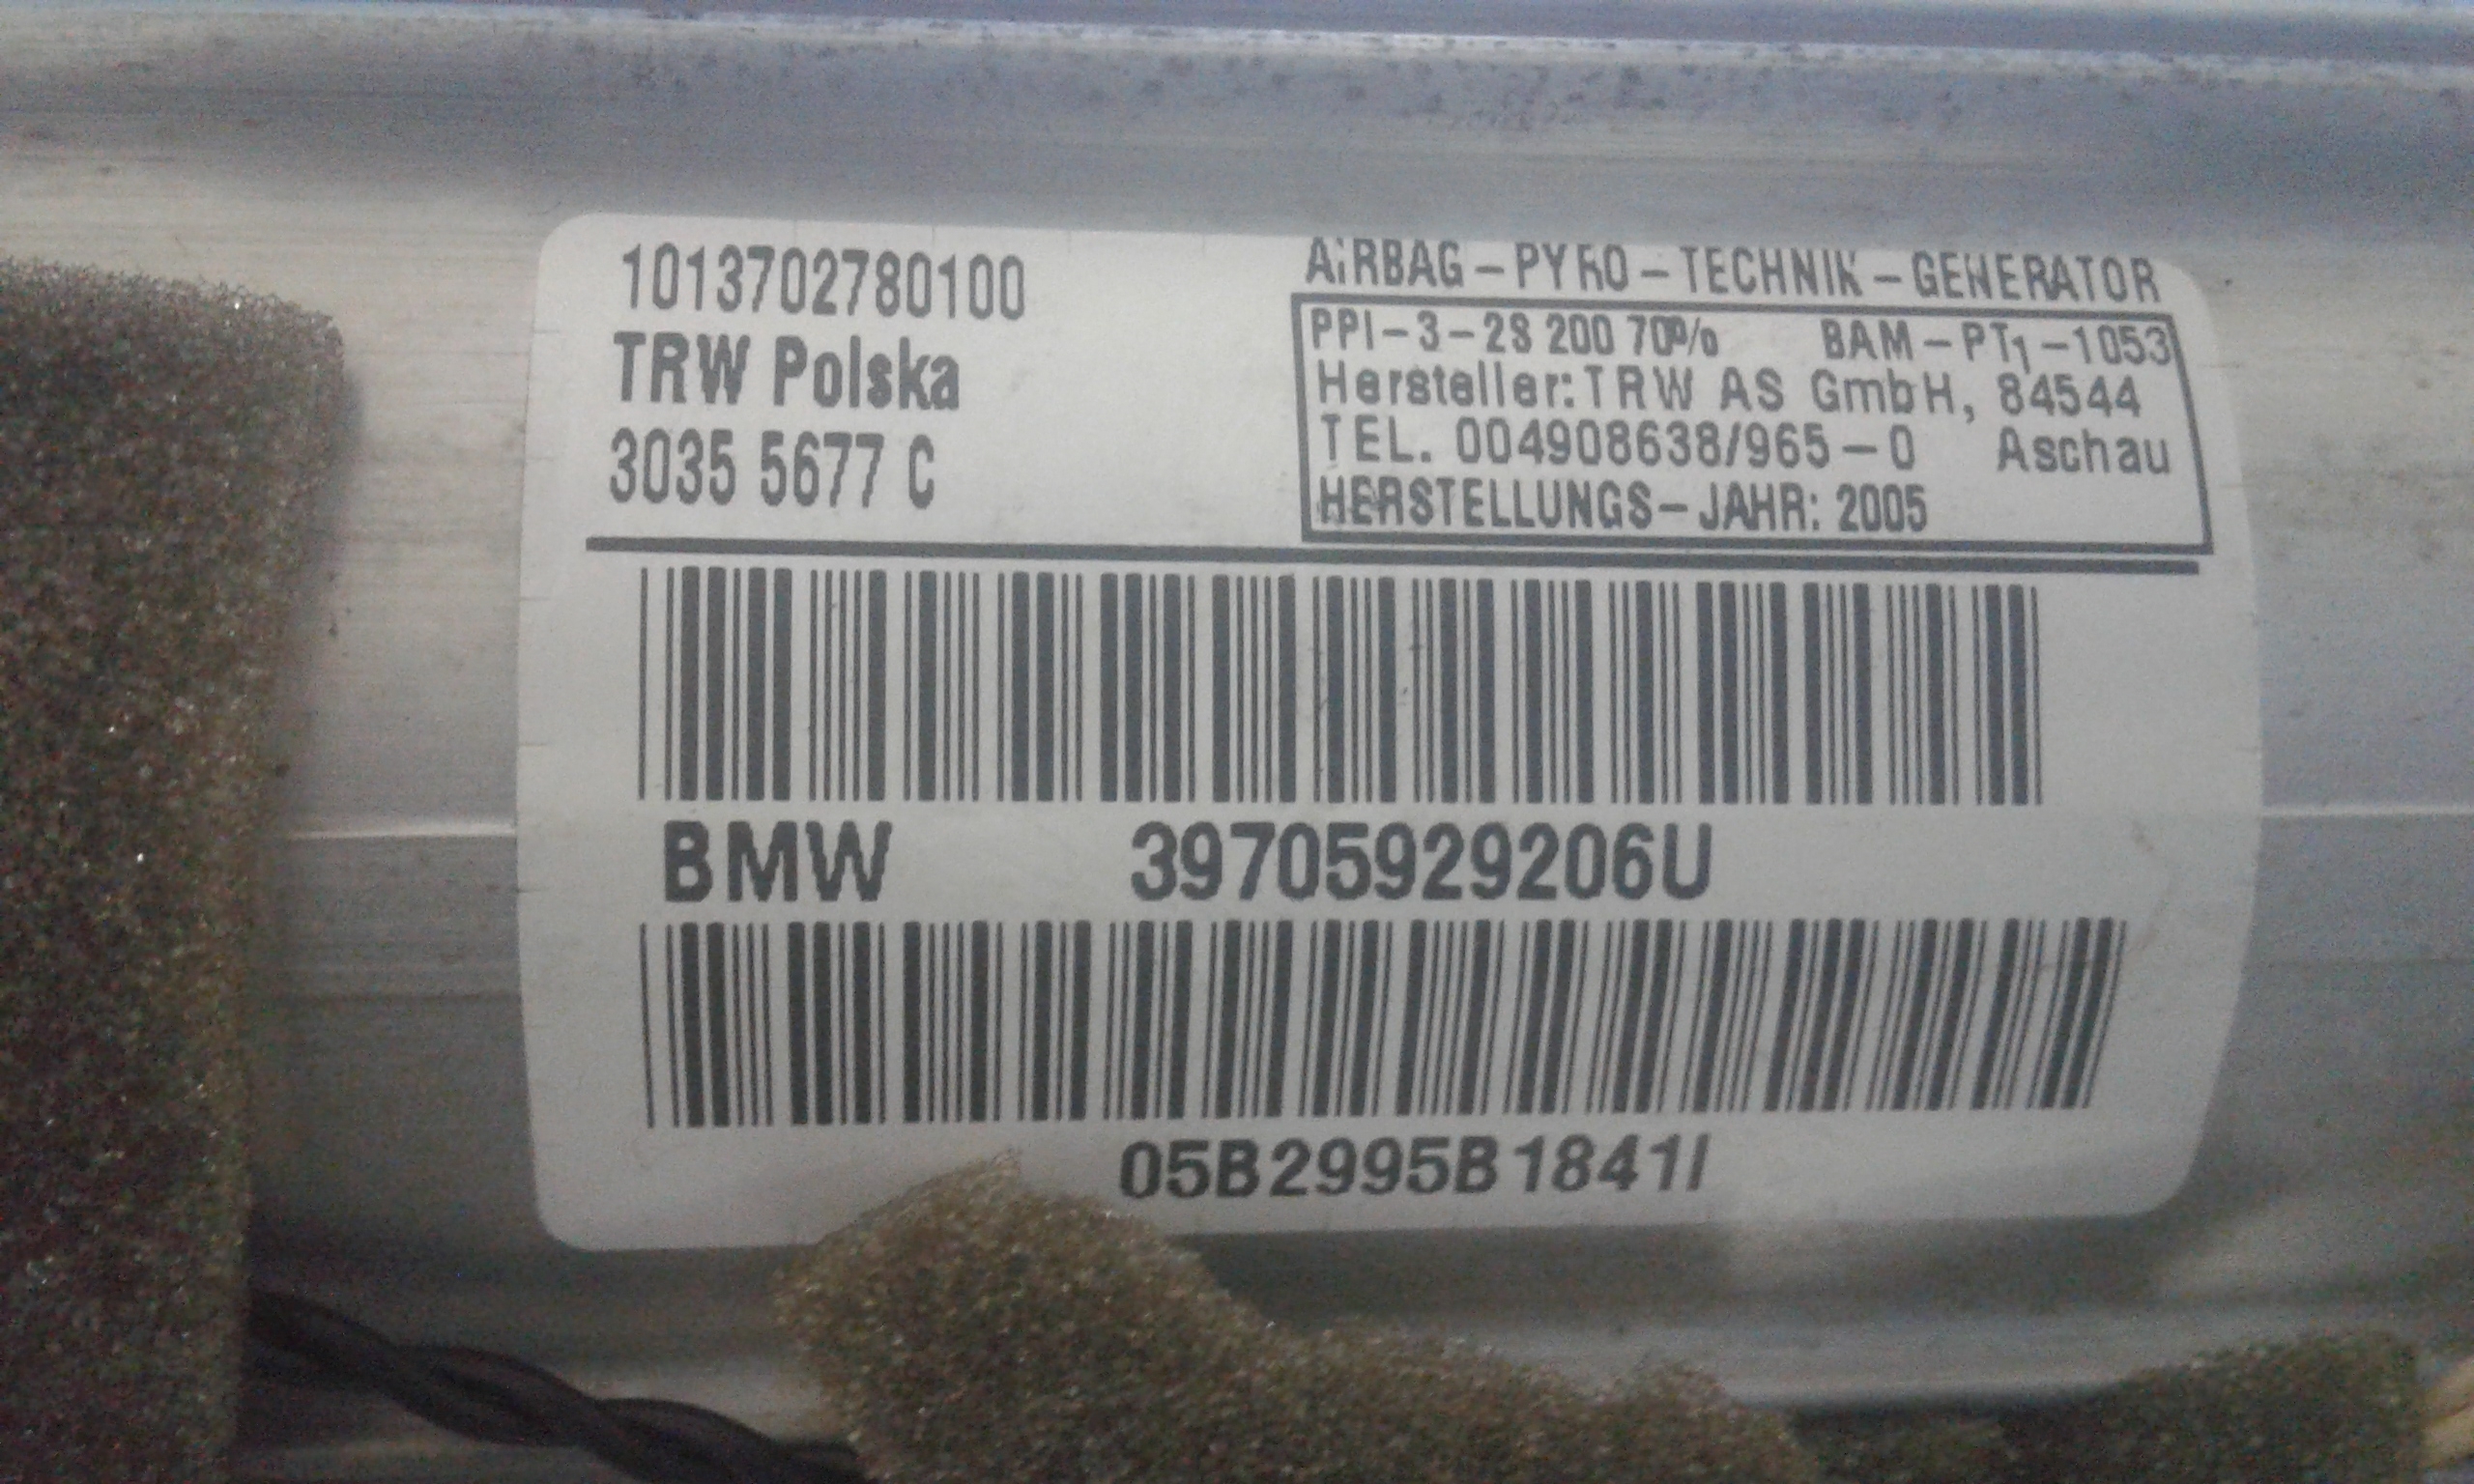 1013702780100
TRW Polska
3035 5677 C
AIRBAG-PYRO-TECHNIK-GENERATOR
PPI-3-2S 200 70% BAM-PT1-1053
Hersteller:TRW AS GmbH, 84544
TEL. 004908638/965-0 Aschau
HERSTELLUNGS-JAHR: 2005
BMW 39705929206U
05B2995B1841I